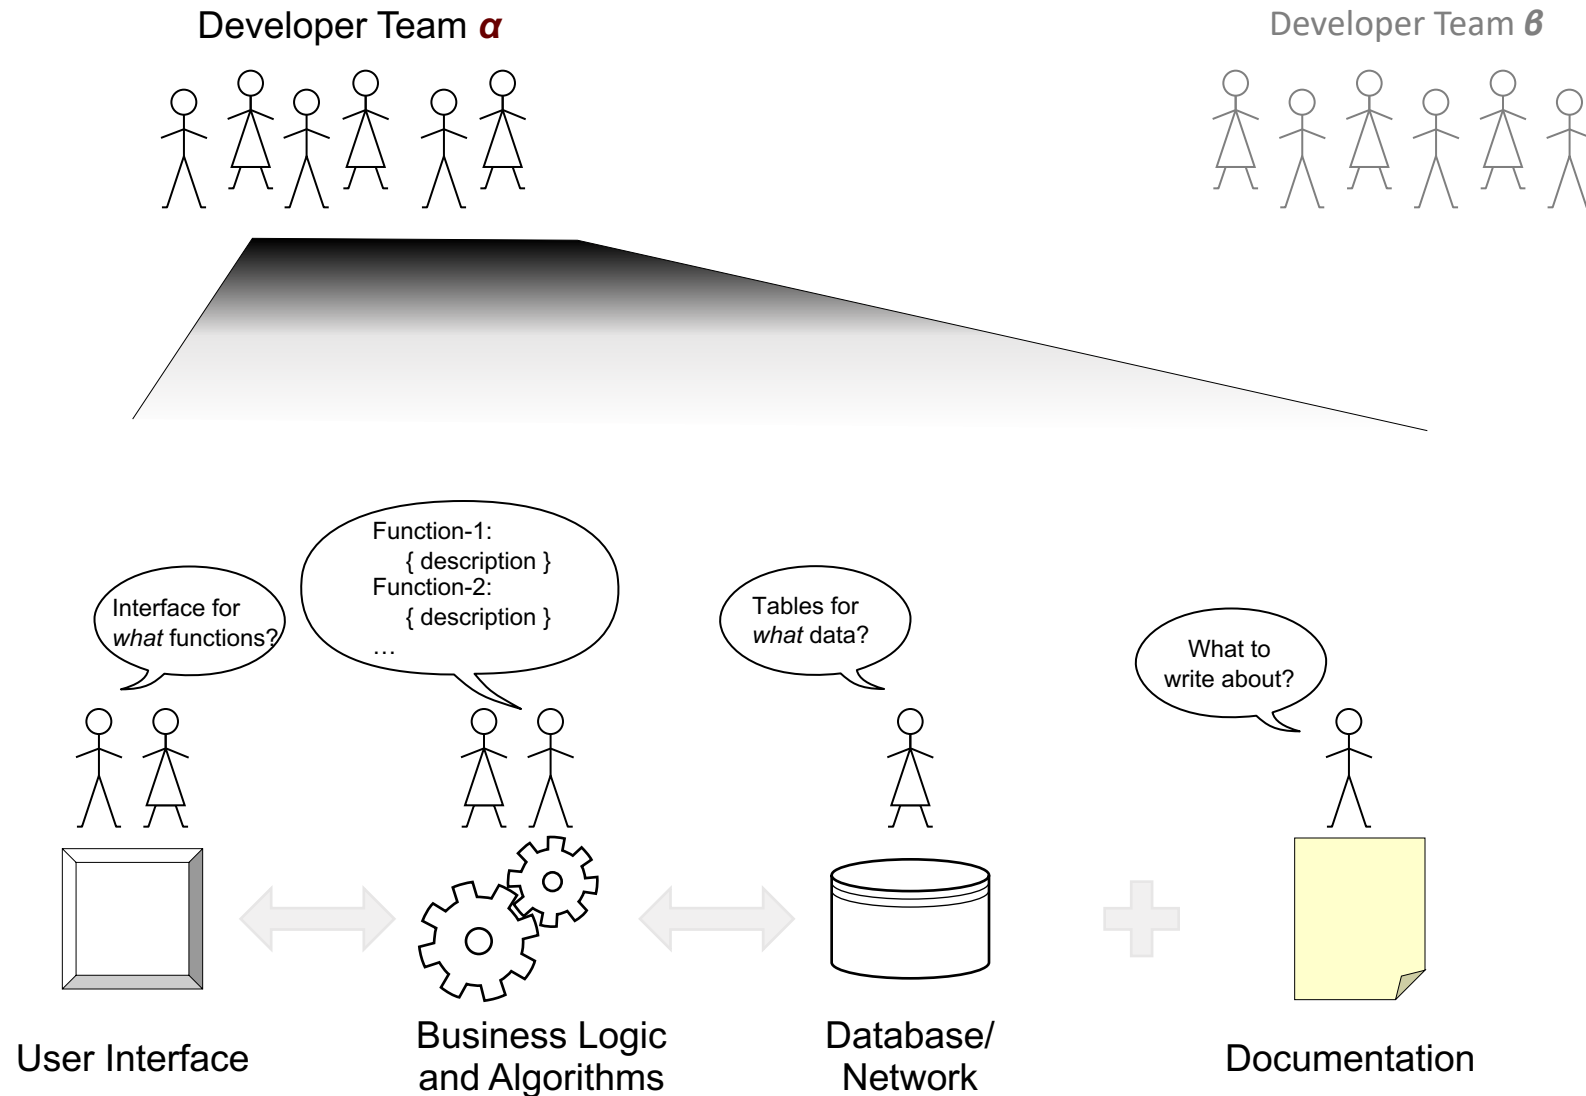 Developer Team α
Developer Team β
Function-1:
{ description }
Function-2:
{ description }
…
Interface for
what functions?
Tables for
what data?
What to
write about?
User Interface
Business Logic
and Algorithms
Database/
Network
Documentation